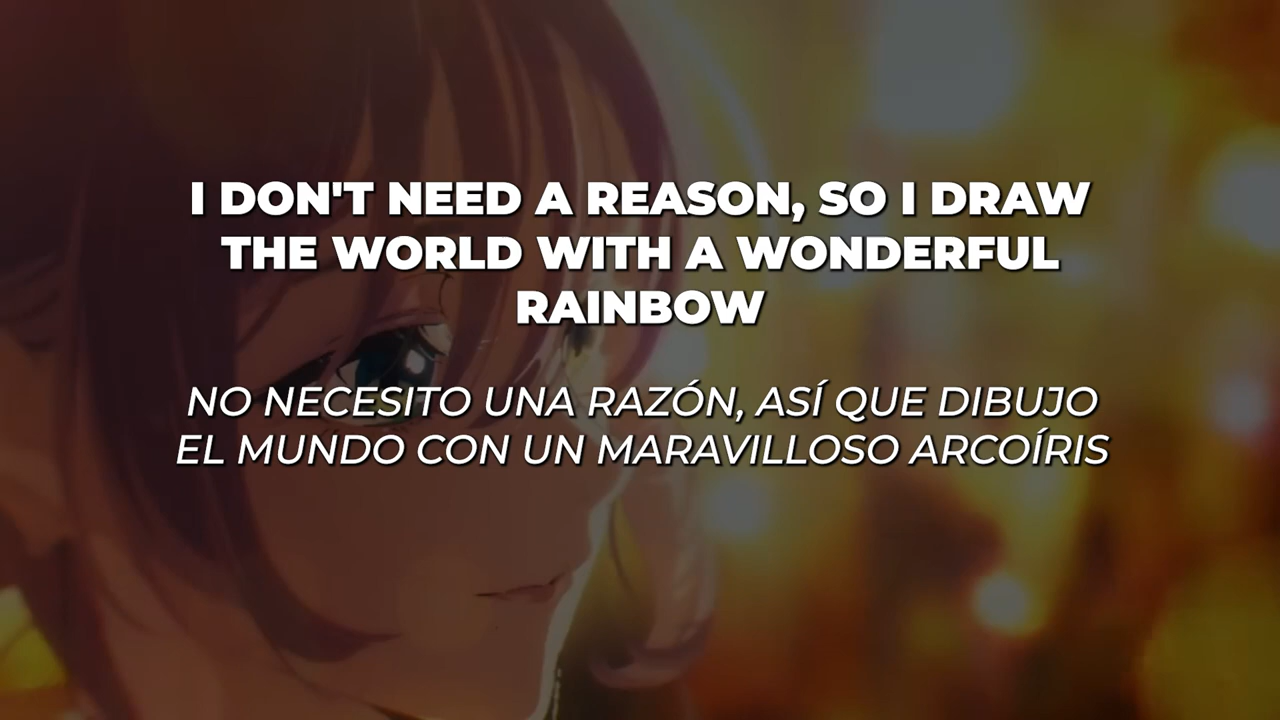 I DON'T NEED A REASON, SO I DRAW
THE WORLD WITH A WONDERFUL
RAINBOW
NO NECESITO UNA RAZÓN, ASÍ QUE DIBUJO
EL MUNDO CON UN MARAVILLOSO ARCOÍRIS